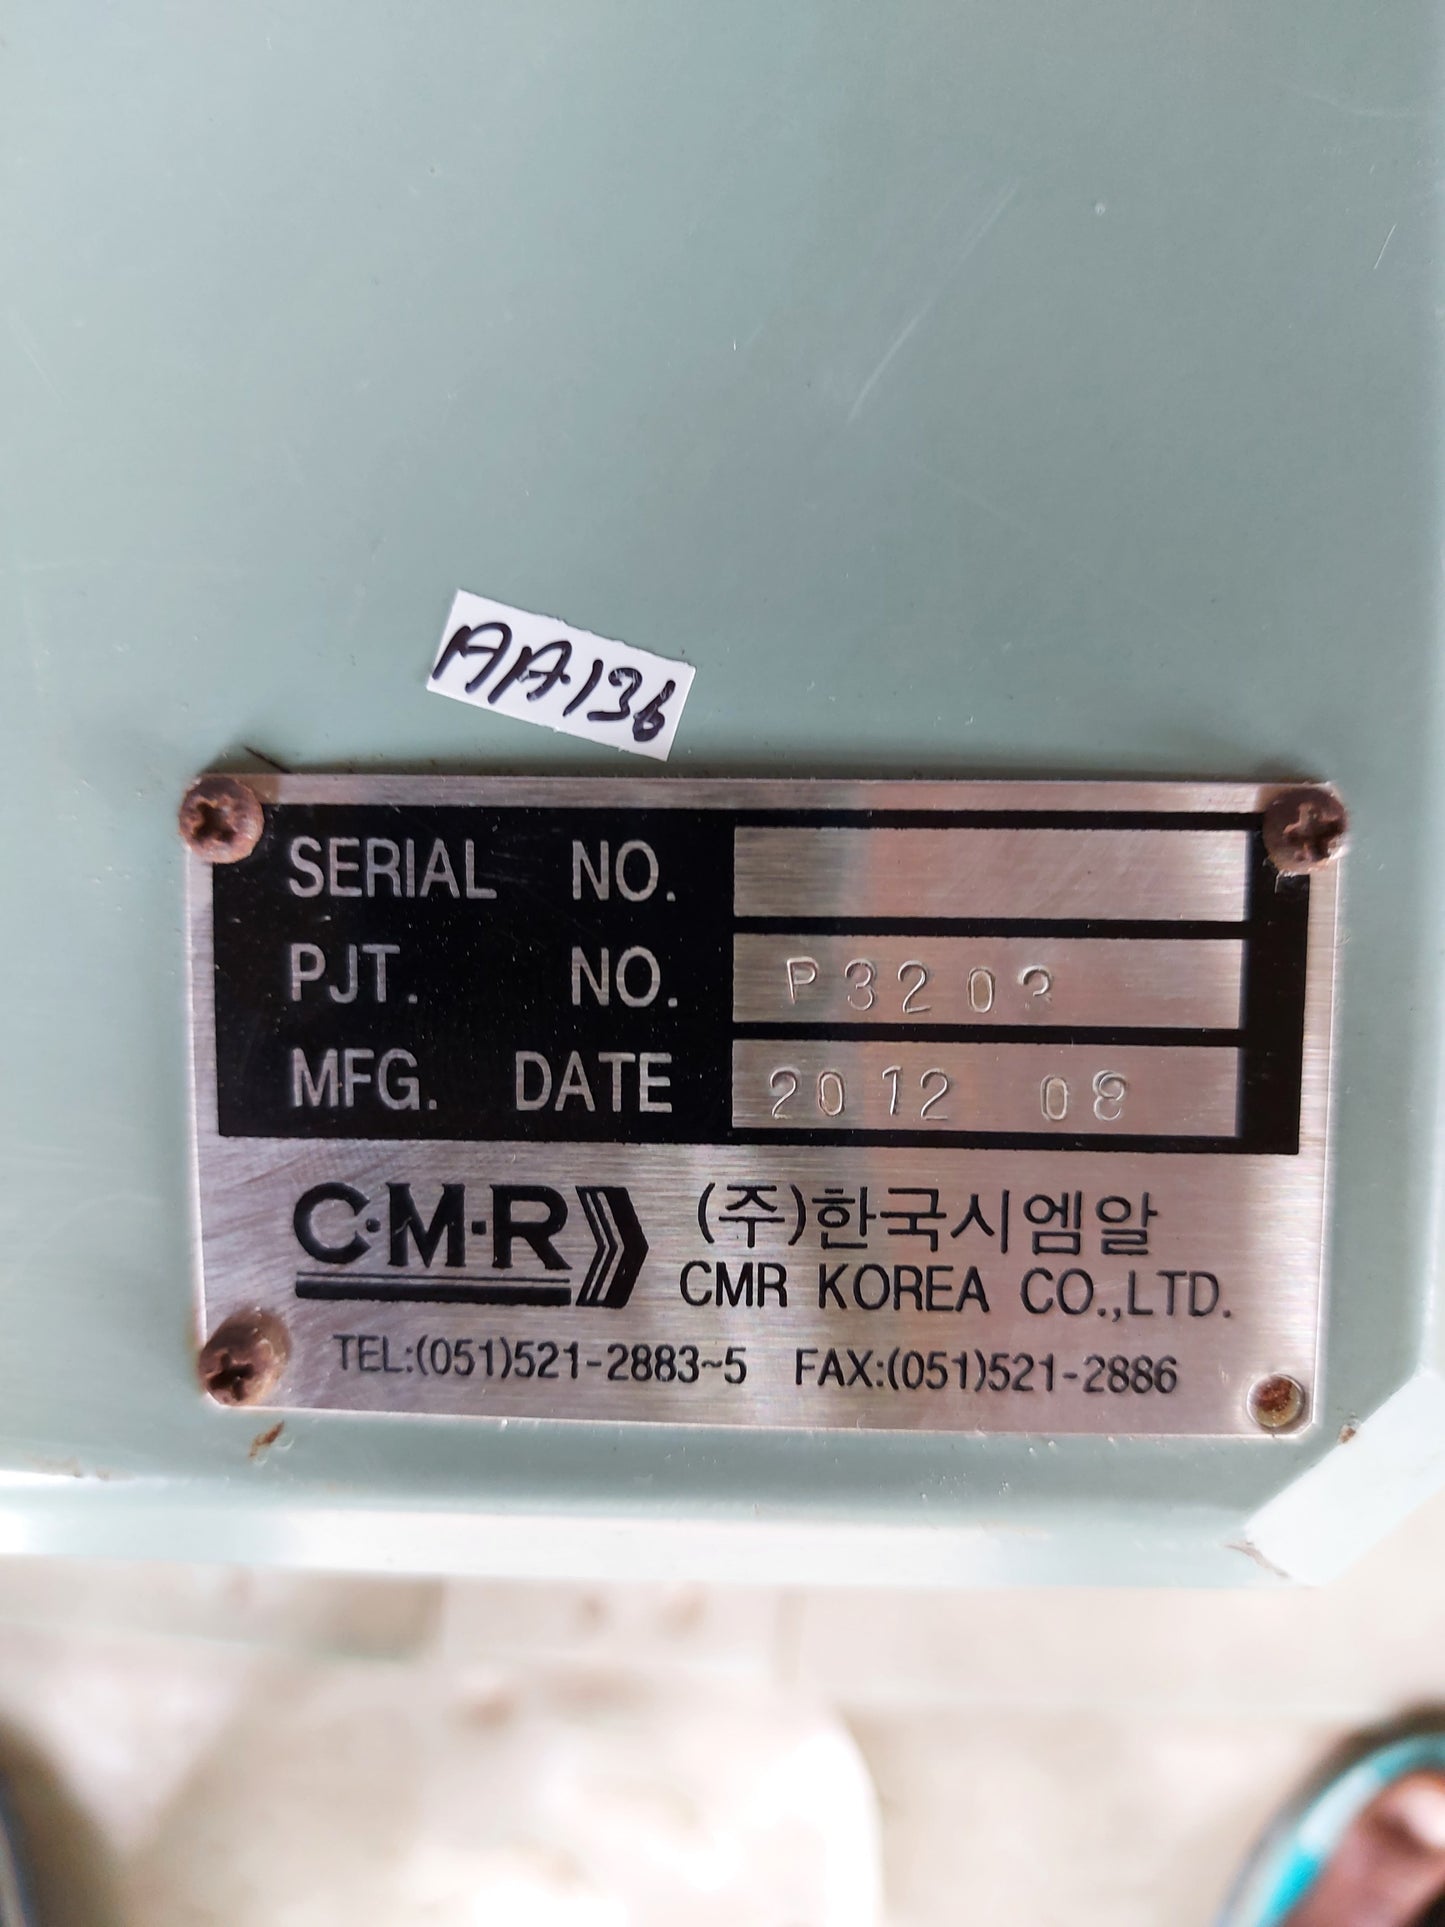 AA136
SERIAL NO.
PJT. NO. P3203
MFG. DATE 2012 08
C·M·R (주)한국시엠알
CMR KOREA CO.,LTD.
TEL:(051)521-2883~5 FAX:(051)521-2886